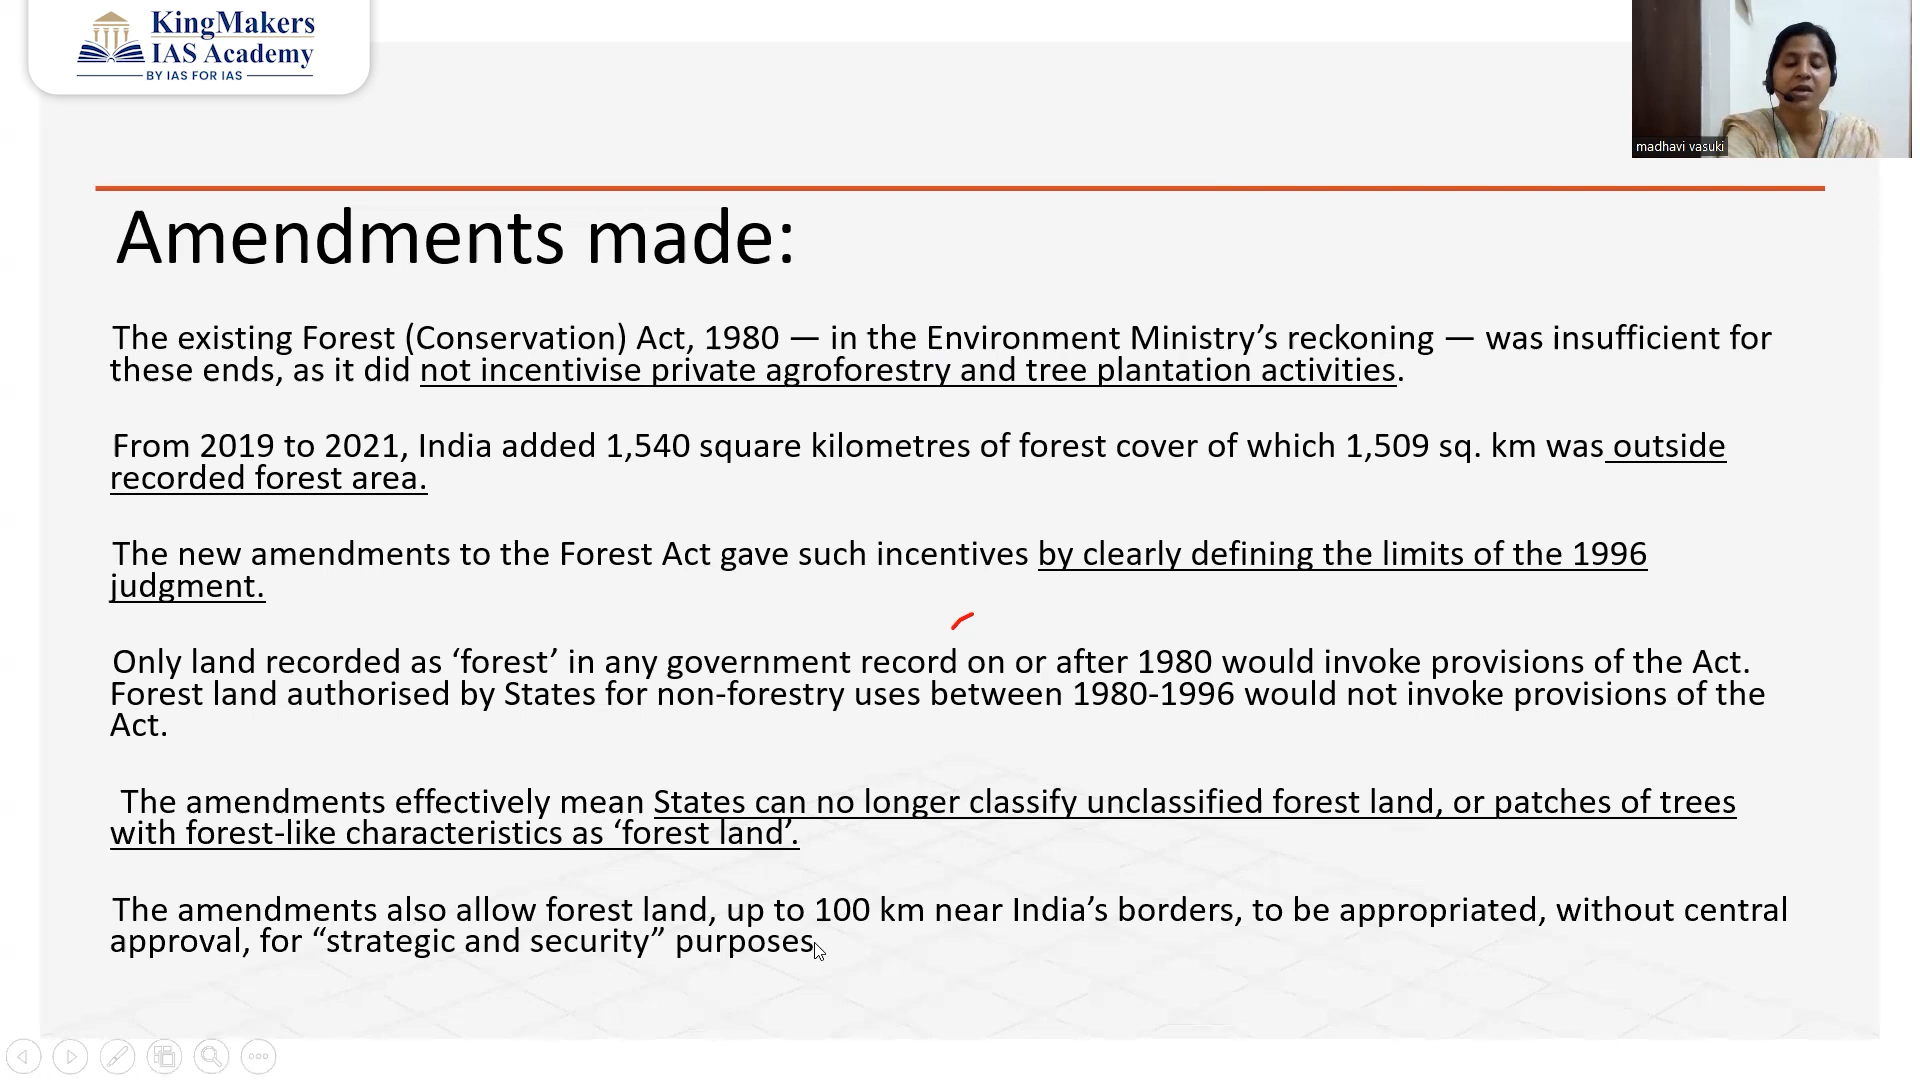 KingMakers
IAS Academy
BY IAS FOR IAS
madhavi vasuki
Amendments made:
The existing Forest (Conservation) Act, 1980 — in the Environment Ministry’s reckoning — was insufficient for
these ends, as it did not incentivise private agroforestry and tree plantation activities.
From 2019 to 2021, India added 1,540 square kilometres of forest cover of which 1,509 sq. km was outside
recorded forest area.
The new amendments to the Forest Act gave such incentives by clearly defining the limits of the 1996
judgment.
Only land recorded as ‘forest’ in any government record on or after 1980 would invoke provisions of the Act.
Forest land authorised by States for non-forestry uses between 1980-1996 would not invoke provisions of the
Act.
The amendments effectively mean States can no longer classify unclassified forest land, or patches of trees
with forest-like characteristics as ‘forest land’.
The amendments also allow forest land, up to 100 km near India’s borders, to be appropriated, without central
approval, for “strategic and security” purposes.